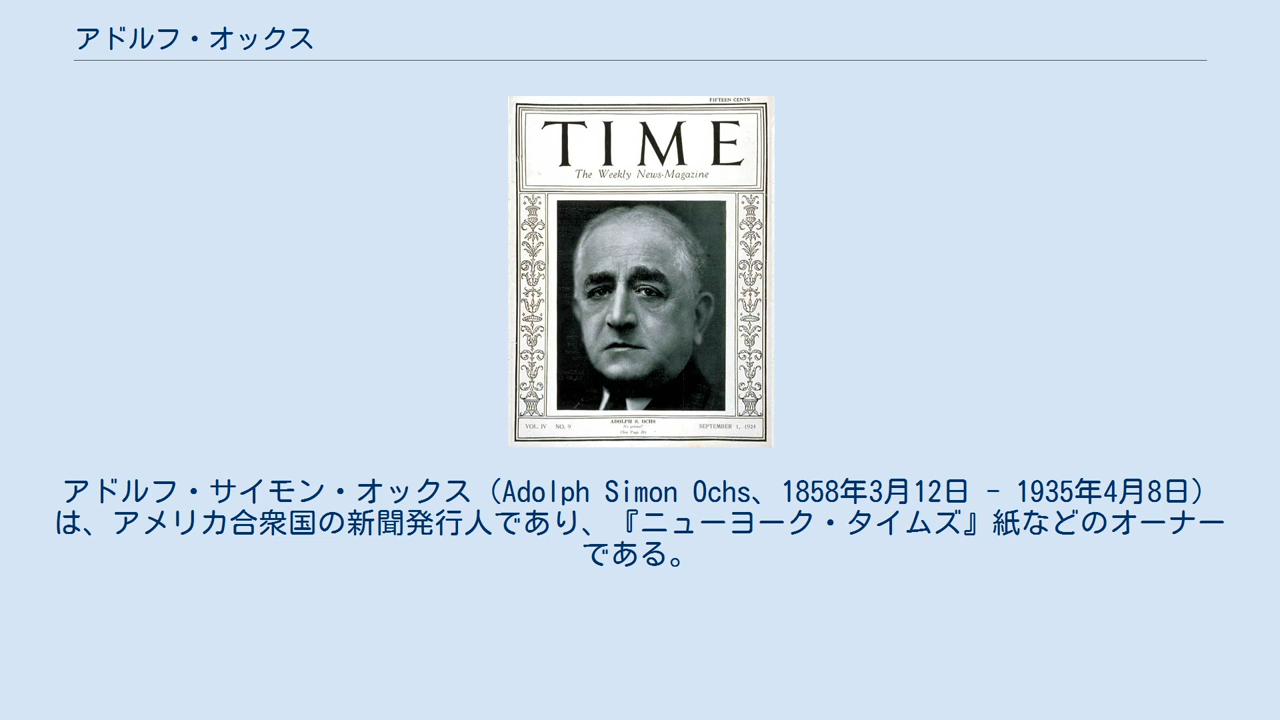 アドルフ・オックス
FIFTEEN CENTS
TIME
The Weekly News-Magazine
VOL. IV NO. 9
ADOLPH S. OCHS
SEPTEMBER 1, 1924
アドルフ・サイモン・オックス（Adolph Simon Ochs、1858年3月12日 - 1935年4月8日）
は、アメリカ合衆国の新聞発行人であり、『ニューヨーク・タイムズ』紙などのオーナー
である。